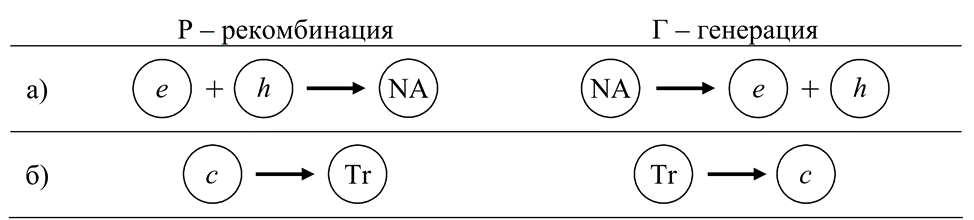 Р – рекомбинация Г – генерация
а) e + h NA NA e + h
б) c Tr Tr c